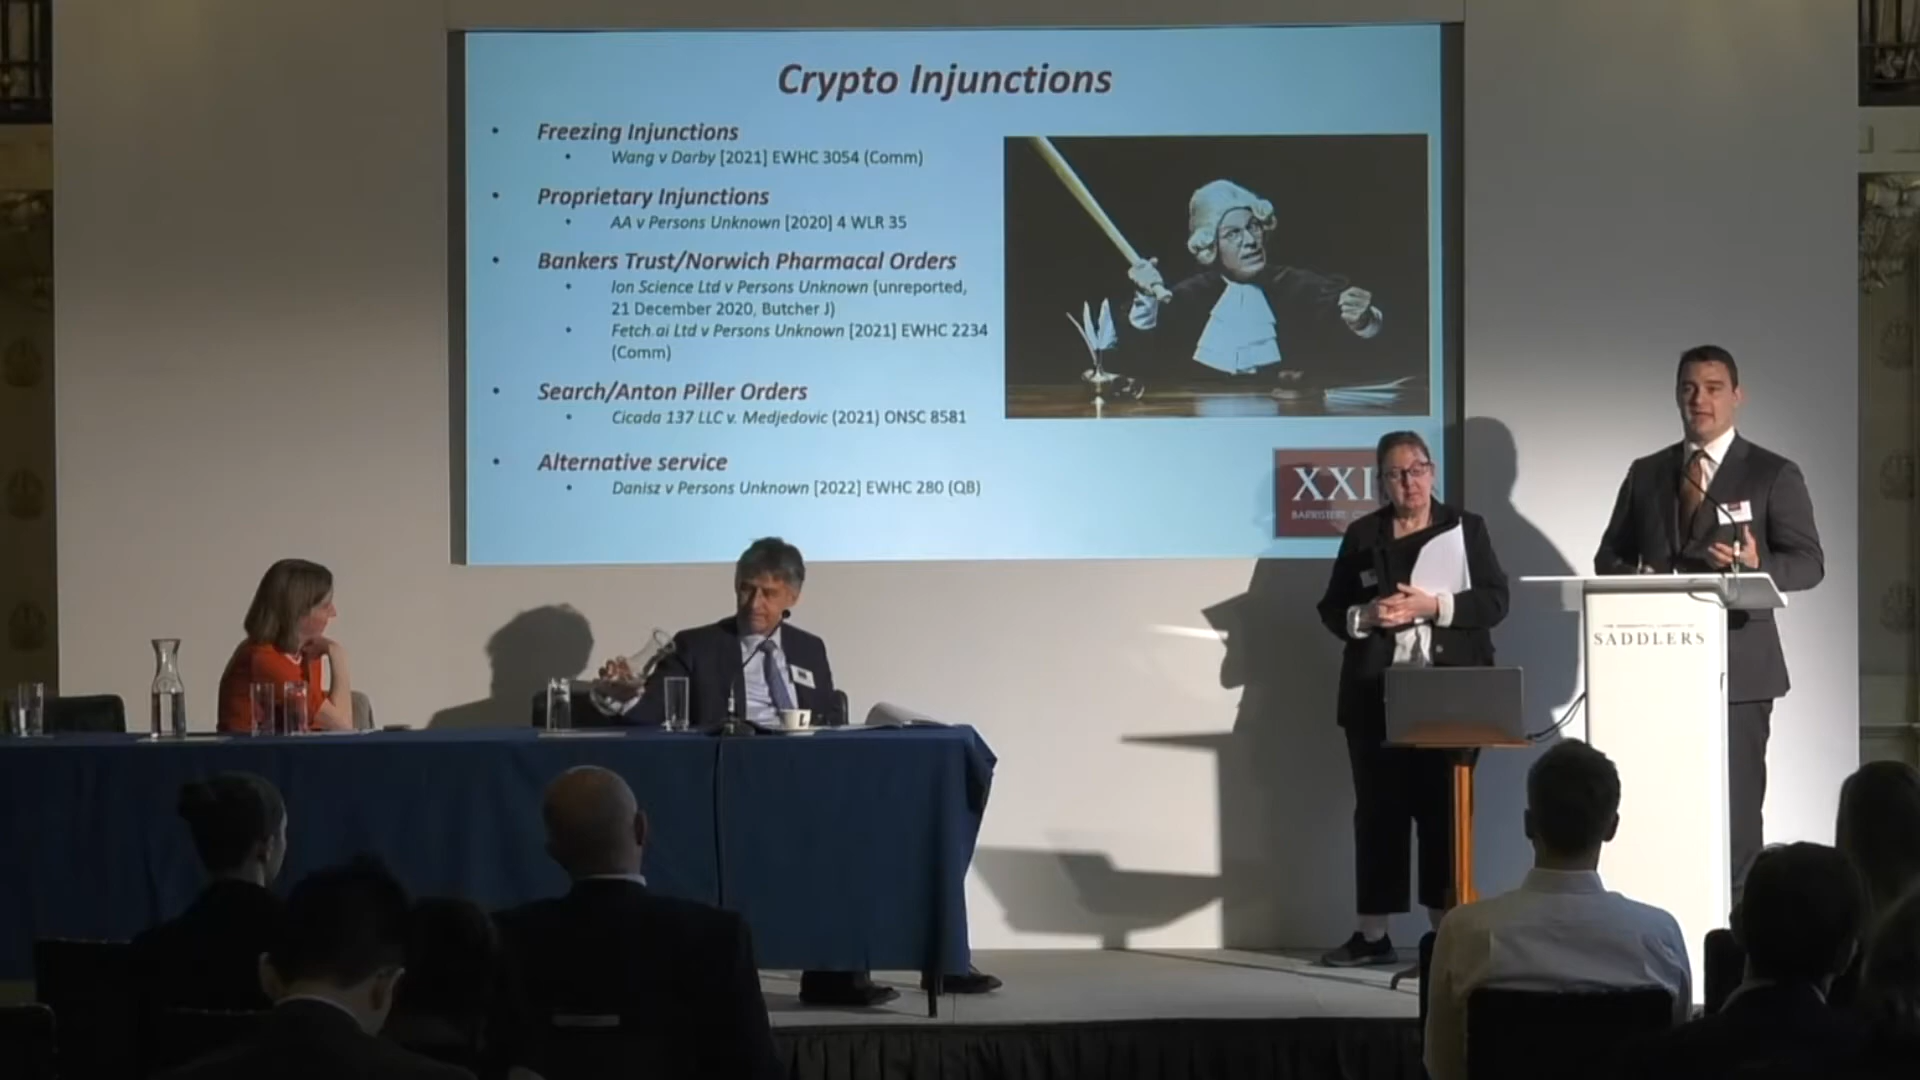 Crypto Injunctions
• Freezing Injunctions
• Wang v Darby [2021] EWHC 3054 (Comm)
• Proprietary Injunctions
• AA v Persons Unknown [2020] 4 WLR 35
• Bankers Trust/Norwich Pharmacal Orders
• Ion Science Ltd v Persons Unknown (unreported,
21 December 2020, Butcher J)
• Fetch.ai Ltd v Persons Unknown [2021] EWHC 2234
(Comm)
• Search/Anton Piller Orders
• Cicada 137 LLC v. Medjedovic (2021) ONSC 8581
• Alternative service
• Danisz v Persons Unknown [2022] EWHC 280 (QB)
XXI
SADDLERS